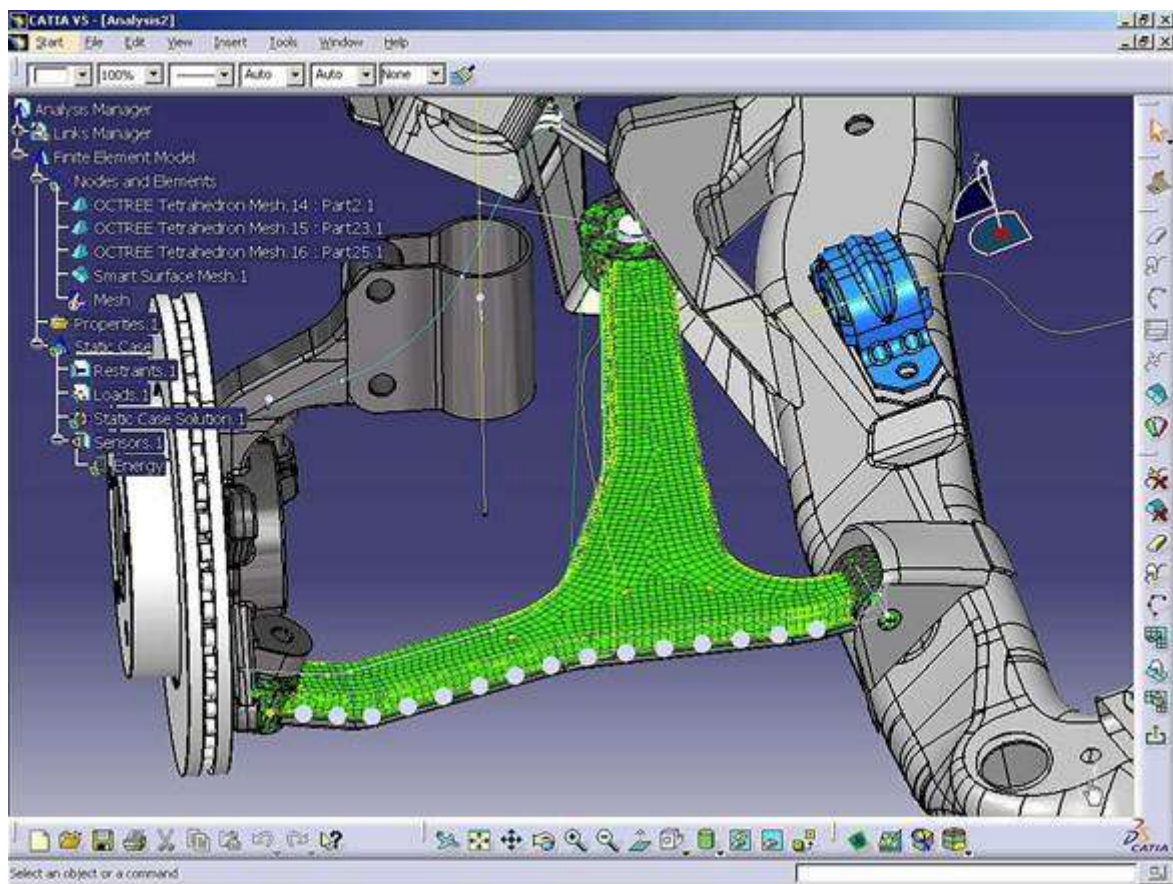 CATIA V5 - [Analysis2]
Start File Edit View Insert Tools Window Help
100% Auto Auto None
Analysis Manager
Links Manager
Finite Element Model
Nodes and Elements
OCTREE Tetrahedron Mesh.14 : Part2.1
OCTREE Tetrahedron Mesh.15 : Part23.1
OCTREE Tetrahedron Mesh.16 : Part25.1
Smart Surface Mesh.1
Mesh
Properties.1
Static Case
Restraints.1
Loads.1
Static Case Solution.1
Sensors.1
Energy
Z
CATIA
Select an object or a command